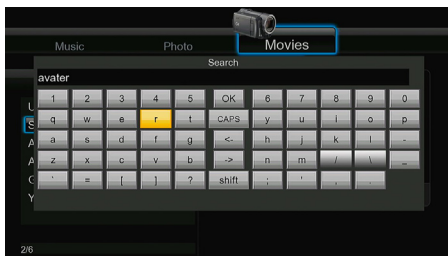 Music Photo Movies
Search
avater
1 2 3 4 5 OK 6 7 8 9 0
q w e r t CAPS y u i o p
a s d f g <- h j k l -
z x c v b -> n m / \ _
' = [ ] ? shift ; ' , .
U
S
A
A
C
Y
2/6